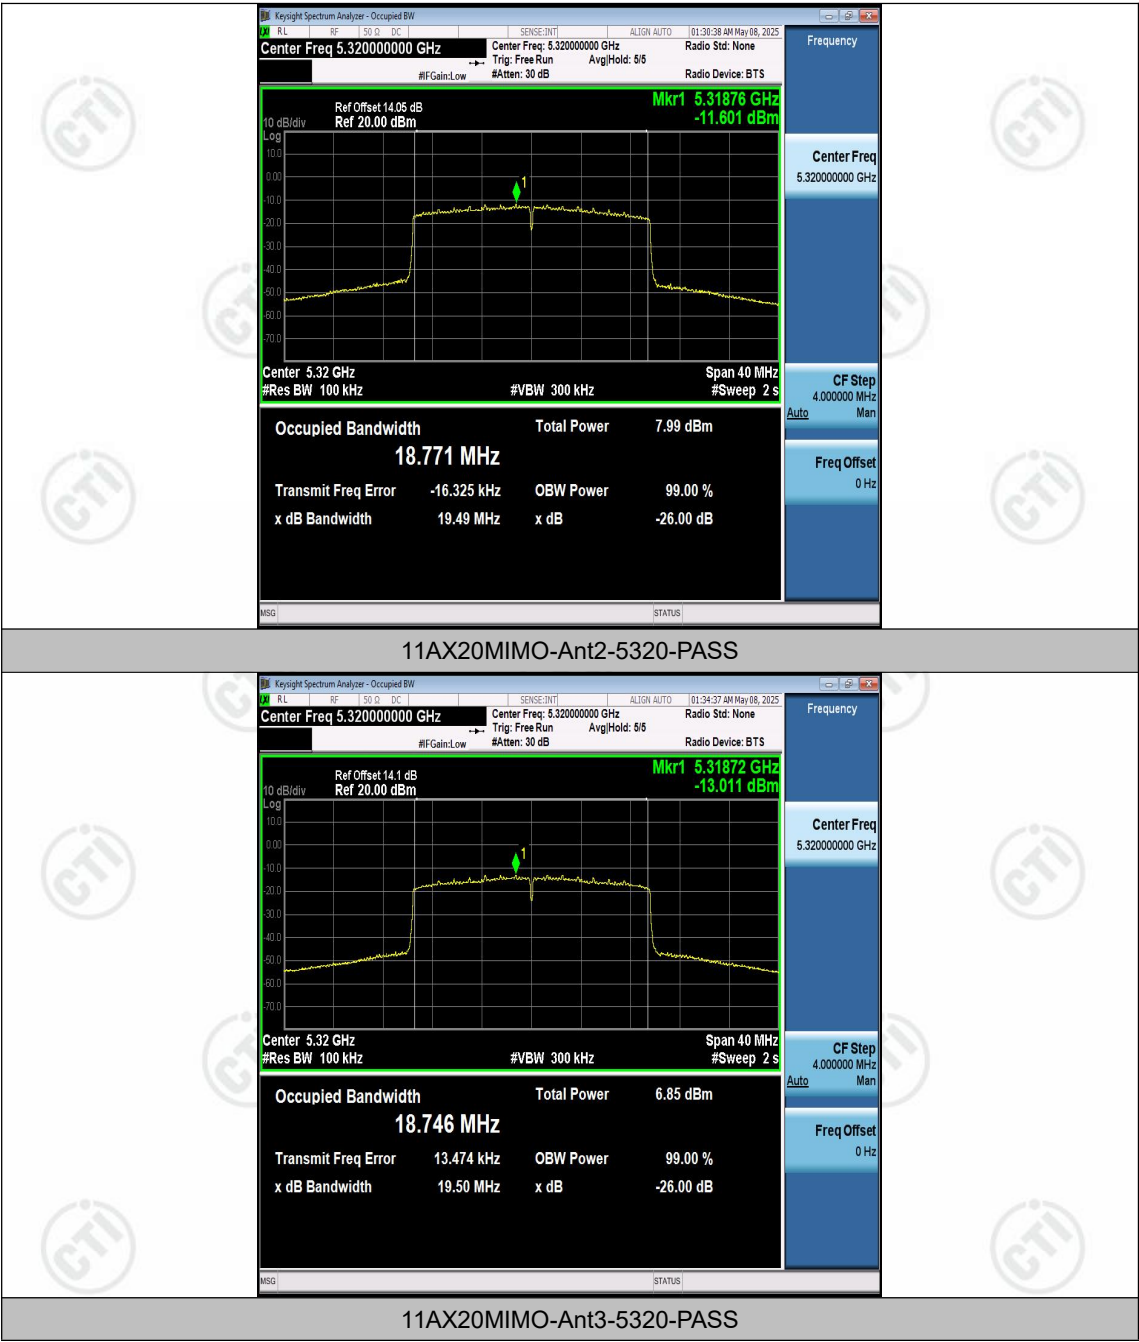 Keysight Spectrum Analyzer - Occupied BW
RL RF 50 Ω DC SENSE:INT ALIGN AUTO 01:30:38 AM May 08, 2025
Center Freq 5.320000000 GHz
Center Freq: 5.320000000 GHz
Radio Std: None
Trig: Free Run Avg|Hold: 5/5
#IFGain:Low
#Atten: 30 dB
Radio Device: BTS
Frequency
Mkr1 5.31876 GHz
-11.601 dBm
Ref Offset 14.05 dB
10 dB/div Ref 20.00 dBm
Log
10.0
0.00
-10.0
-20.0
-30.0
-40.0
-50.0
-60.0
-70.0
1
Center 5.32 GHz Span 40 MHz
#Res BW 100 kHz #VBW 300 kHz #Sweep 2 s
Center Freq
5.320000000 GHz
CF Step
4.000000 MHz
Auto Man
Freq Offset
0 Hz
Occupied Bandwidth Total Power 7.99 dBm
18.771 MHz
Transmit Freq Error -16.325 kHz OBW Power 99.00 %
x dB Bandwidth 19.49 MHz x dB -26.00 dB
MSG STATUS
11AX20MIMO-Ant2-5320-PASS
Keysight Spectrum Analyzer - Occupied BW
RL RF 50 Ω DC SENSE:INT ALIGN AUTO 01:34:37 AM May 08, 2025
Center Freq 5.320000000 GHz
Center Freq: 5.320000000 GHz
Radio Std: None
Trig: Free Run Avg|Hold: 5/5
#IFGain:Low
#Atten: 30 dB
Radio Device: BTS
Frequency
Mkr1 5.31872 GHz
-13.011 dBm
Ref Offset 14.1 dB
10 dB/div Ref 20.00 dBm
Log
10.0
0.00
-10.0
-20.0
-30.0
-40.0
-50.0
-60.0
-70.0
1
Center 5.32 GHz Span 40 MHz
#Res BW 100 kHz #VBW 300 kHz #Sweep 2 s
Center Freq
5.320000000 GHz
CF Step
4.000000 MHz
Auto Man
Freq Offset
0 Hz
Occupied Bandwidth Total Power 6.85 dBm
18.746 MHz
Transmit Freq Error 13.474 kHz OBW Power 99.00 %
x dB Bandwidth 19.50 MHz x dB -26.00 dB
MSG STATUS
11AX20MIMO-Ant3-5320-PASS
CTI
CTI
CTI
CTI
CTI
CTI
CTI
CTI